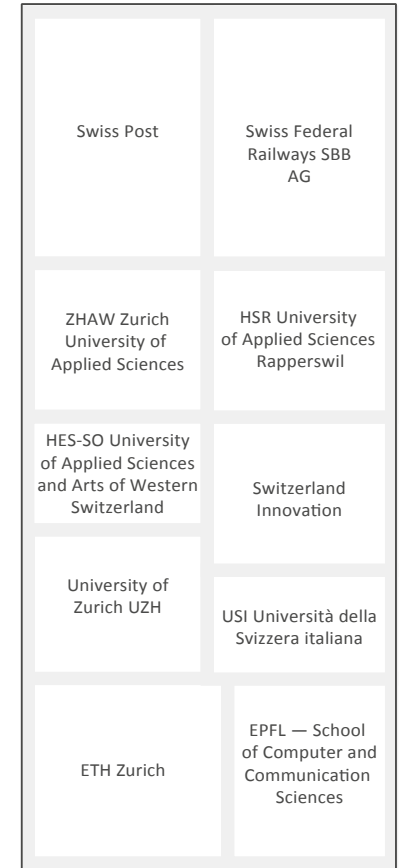 Swiss Post
Swiss Federal
Railways SBB
AG
ZHAW Zurich
University of
Applied Sciences
HSR University
of Applied Sciences
Rapperswil
HES-SO University
of Applied Sciences
and Arts of Western
Switzerland
Switzerland
Innovation
University of
Zurich UZH
USI Università della
Svizzera italiana
ETH Zurich
EPFL — School
of Computer and
Communication
Sciences